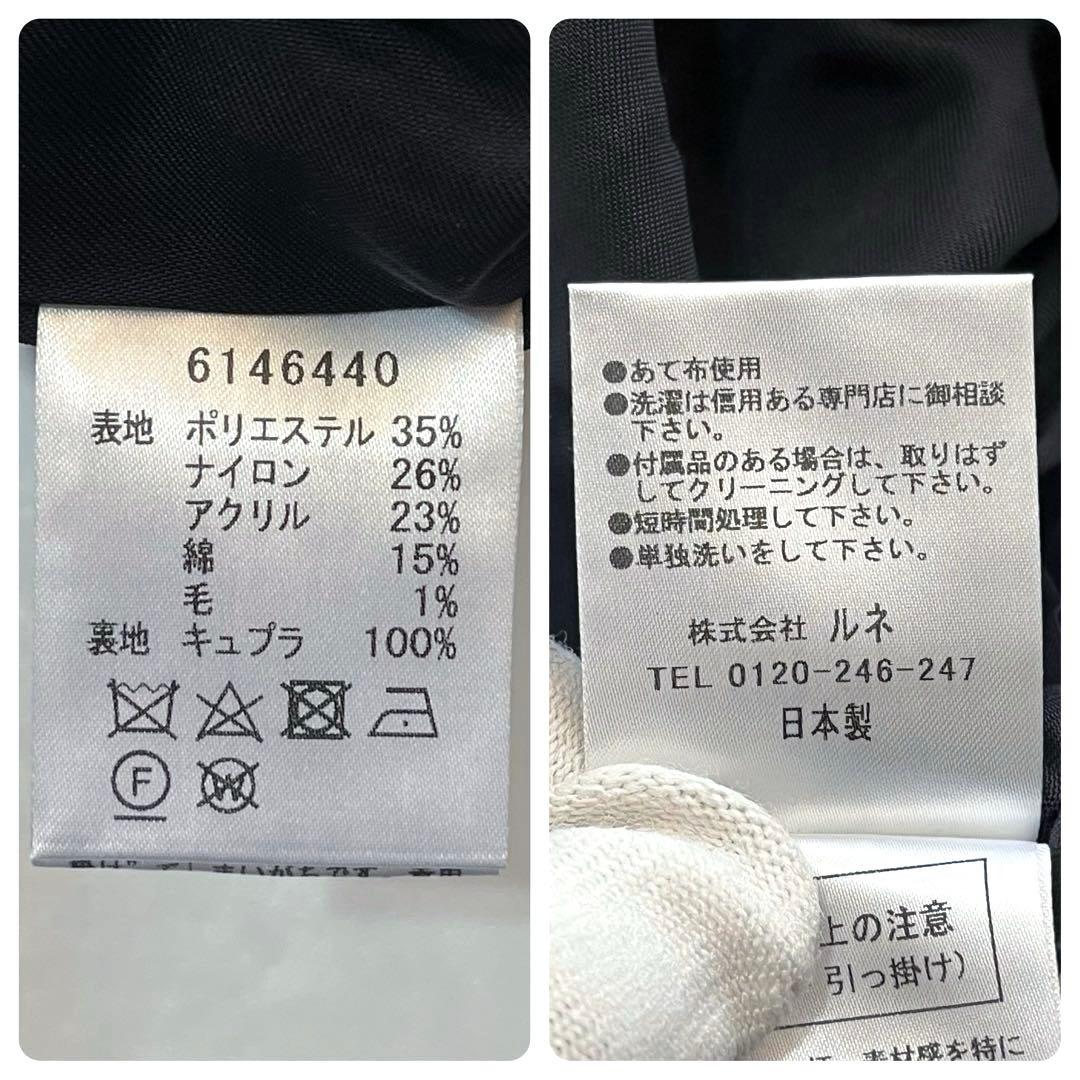 6146440
表地 ポリエステル 35%
ナイロン 26%
アクリル 23%
綿 15%
毛 1%
裏地 キュプラ 100%
F
W
●あて布使用
●洗濯は信用ある専門店に御相談
下さい。
●付属品のある場合は、取りはず
してクリーニングして下さい。
●短時間処理して下さい。
●単独洗いをして下さい。
株式会社 ルネ
TEL 0120-246-247
日本製
上の注意
引っ掛け)
素材感を特に